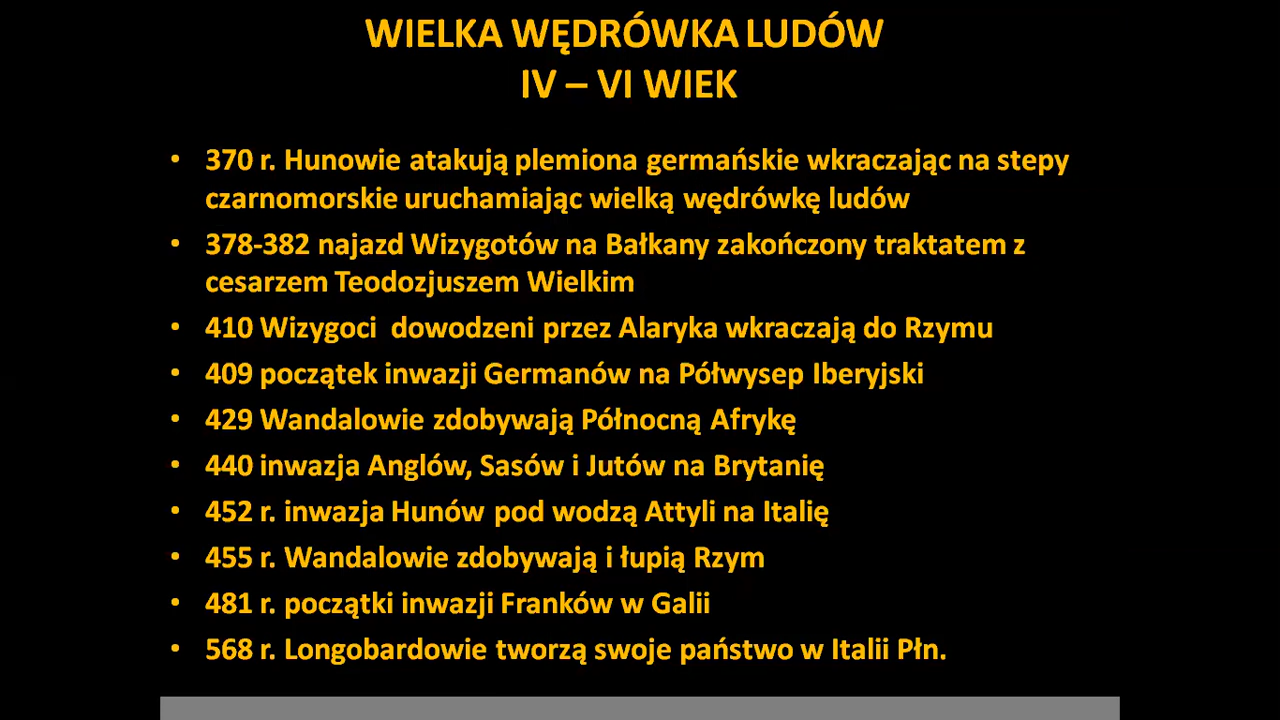 WIELKA WĘDRÓWKA LUDÓW
IV – VI WIEK
• 370 r. Hunowie atakują plemiona germańskie wkraczając na stepy
czarnomorskie uruchamiając wielką wędrówkę ludów
• 378-382 najazd Wizygotów na Bałkany zakończony traktatem z
cesarzem Teodozjuszem Wielkim
• 410 Wizygoci dowodzeni przez Alaryka wkraczają do Rzymu
• 409 początek inwazji Germanów na Półwysep Iberyjski
• 429 Wandalowie zdobywają Północną Afrykę
• 440 inwazja Anglów, Sasów i Jutów na Brytanię
• 452 r. inwazja Hunów pod wodzą Attyli na Italię
• 455 r. Wandalowie zdobywają i łupią Rzym
• 481 r. początki inwazji Franków w Galii
• 568 r. Longobardowie tworzą swoje państwo w Italii Płn.